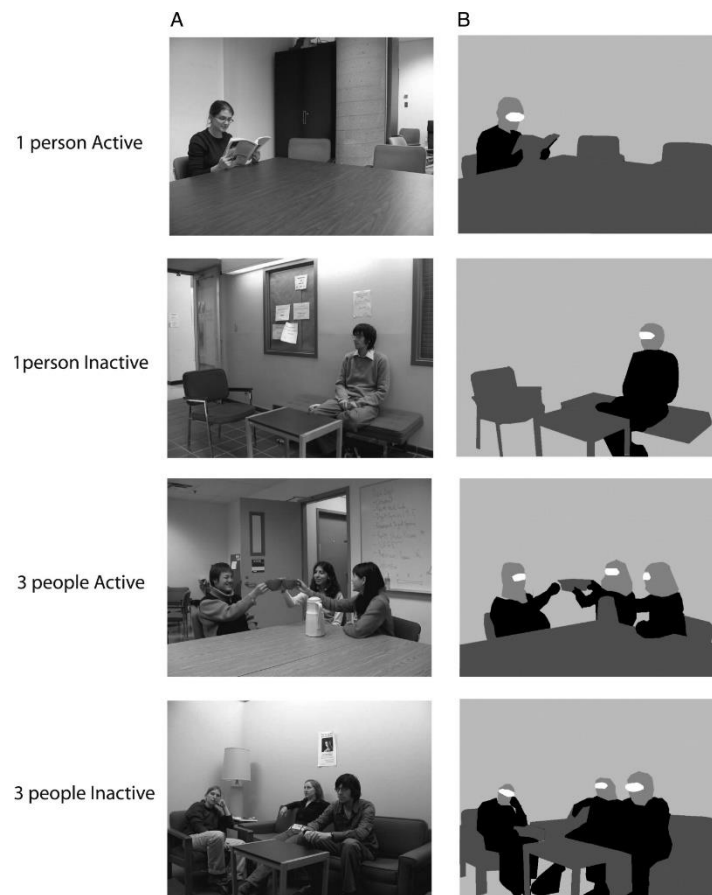 A
B
1 person Active
1person Inactive
3 people Active
3 people Inactive